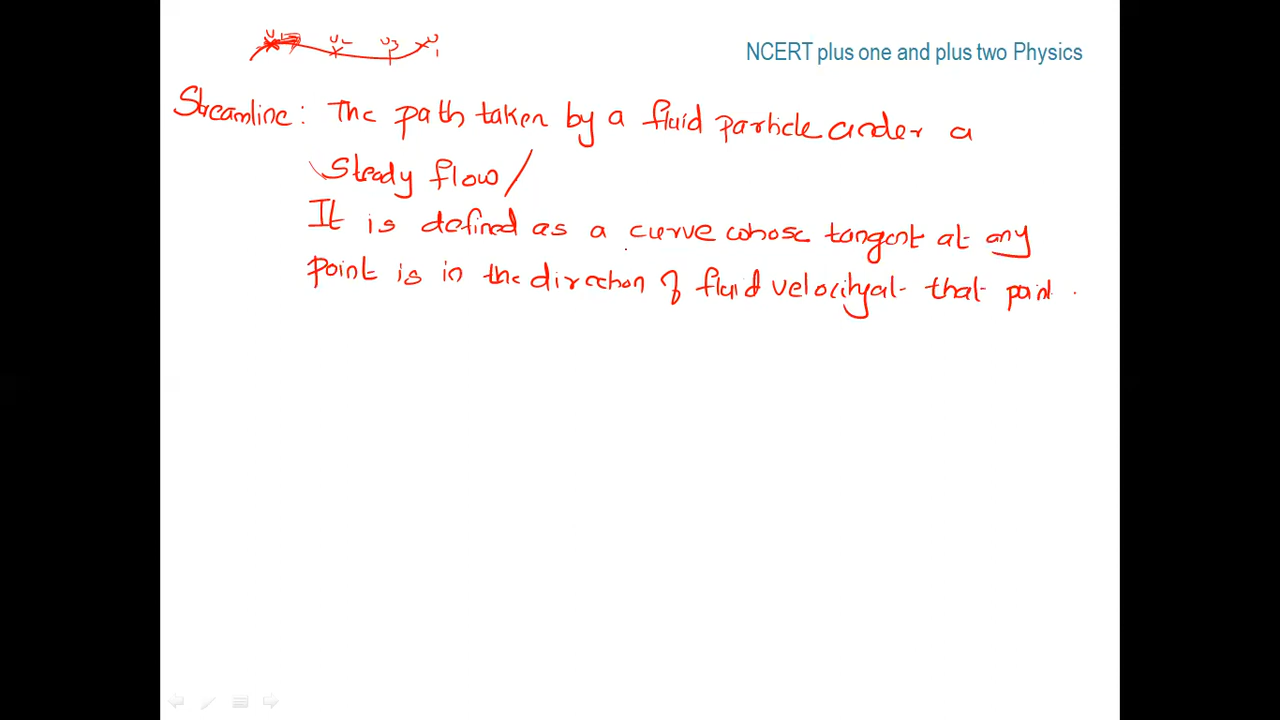 NCERT plus one and plus two Physics
Streamline: The path taken by a fluid particle under a
Steady flow /
It is defined as a curve whose tangent at any
point is in the direction of fluid velocity at that point.